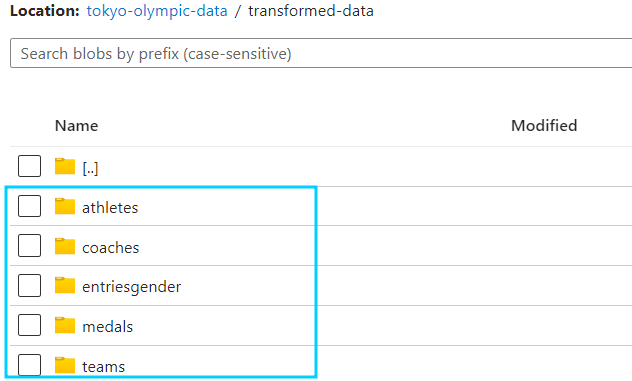 Location: tokyo-olympic-data / transformed-data
Search blobs by prefix (case-sensitive)
Name Modified
[..]
athletes
coaches
entriesgender
medals
teams